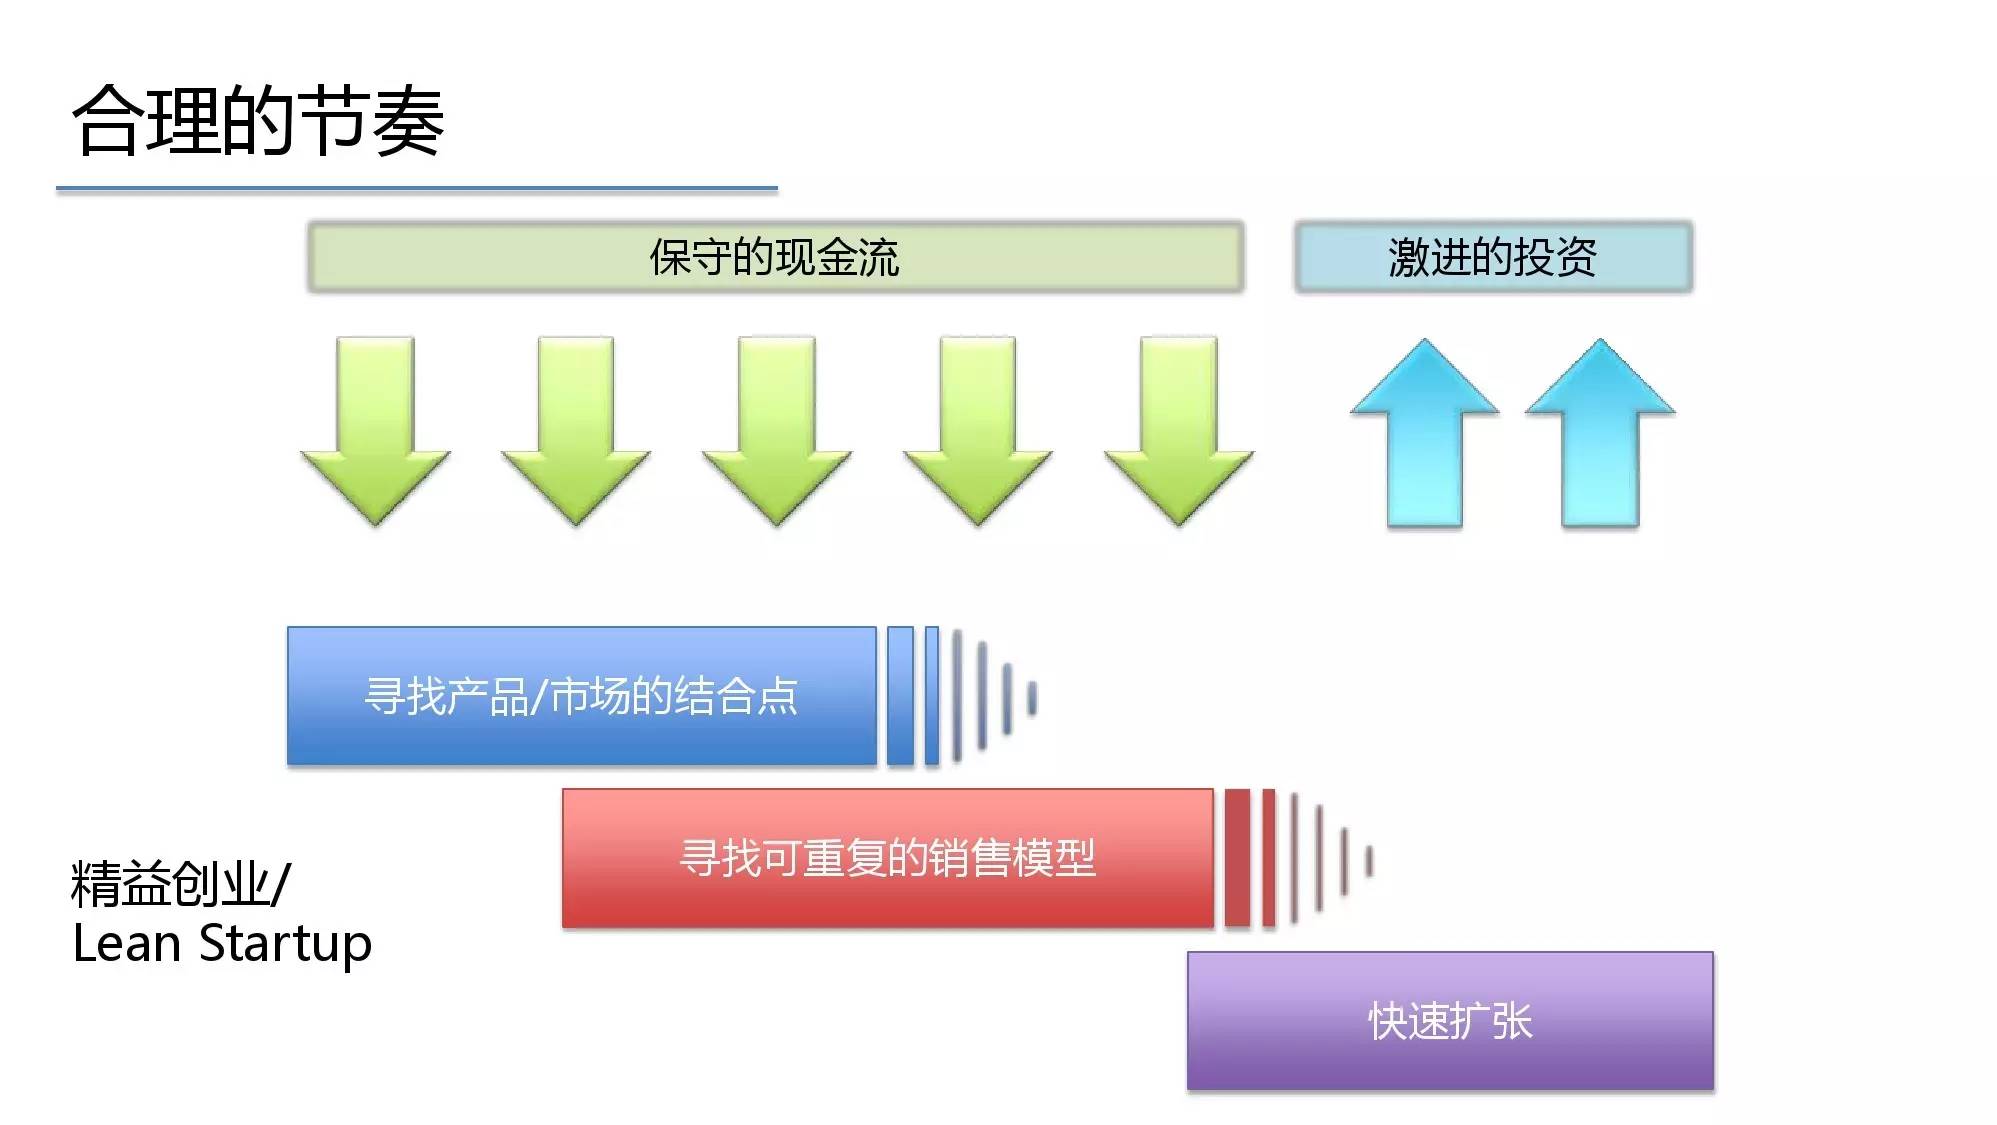 合理的节奏
保守的现金流
激进的投资
寻找产品/市场的结合点
寻找可重复的销售模型
精益创业/
Lean Startup
快速扩张